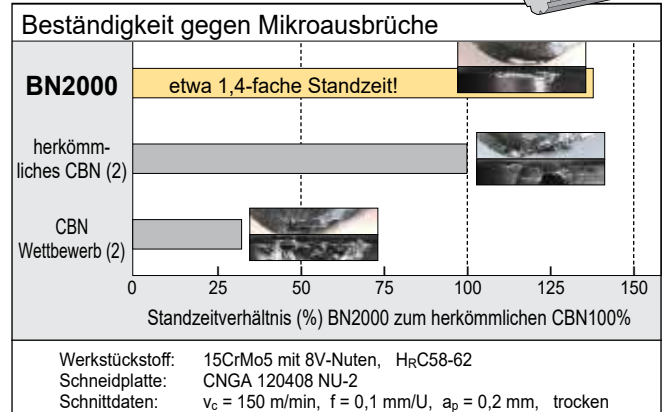 Beständigkeit gegen Mikroausbrüche
BN2000
etwa 1,4-fache Standzeit!
herkömm-
liches CBN (2)
CBN
Wettbewerb (2)
0 25 50 75 100 125 150
Standzeitverhältnis (%) BN2000 zum herkömmlichen CBN100%
Werkstückstoff: 15CrMo5 mit 8V-Nuten, HRC58-62
Schneidplatte: CNGA 120408 NU-2
Schnittdaten: vc = 150 m/min, f = 0,1 mm/U, ap = 0,2 mm, trocken